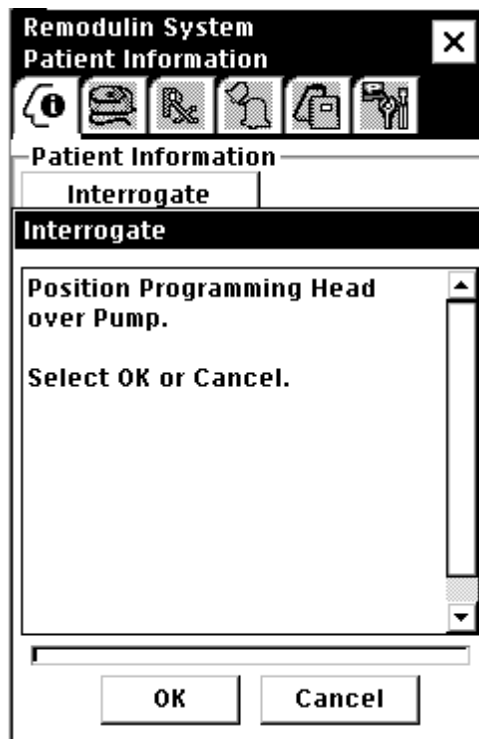 Remodulin System
Patient Information
Patient Information
Interrogate
Interrogate
Position Programming Head
over Pump.
Select OK or Cancel.
OK
Cancel